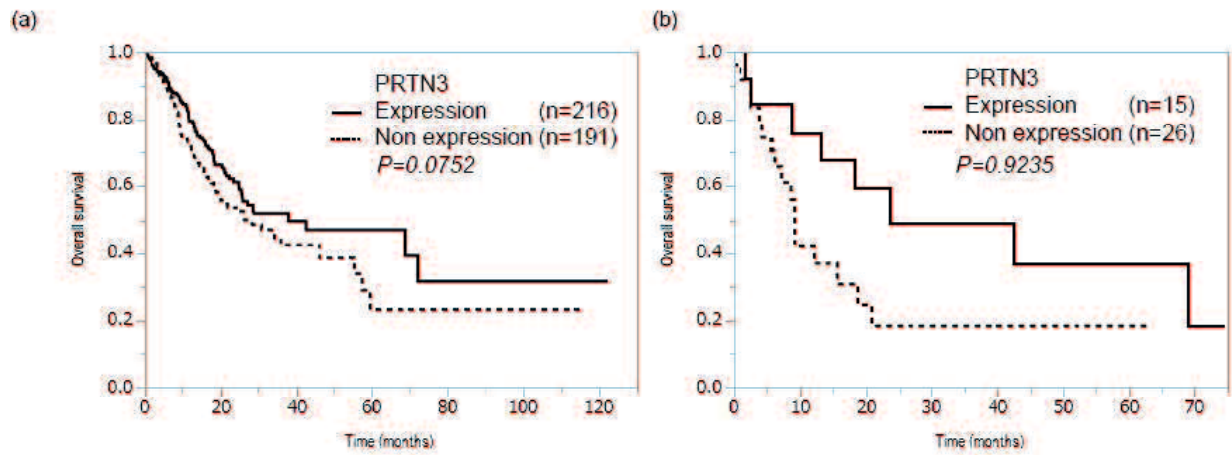 (a)
(b)
PRTN3
Expression (n=216)
Non expression (n=191)
P=0.0752
Overall survival
1.0
0.8
0.6
0.4
0.2
0.0
0 20 40 60 80 100 120
Time (months)
PRTN3
Expression (n=15)
Non expression (n=26)
P=0.9235
Overall survival
1.0
0.8
0.6
0.4
0.2
0.0
0 10 20 30 40 50 60 70
Time (months)